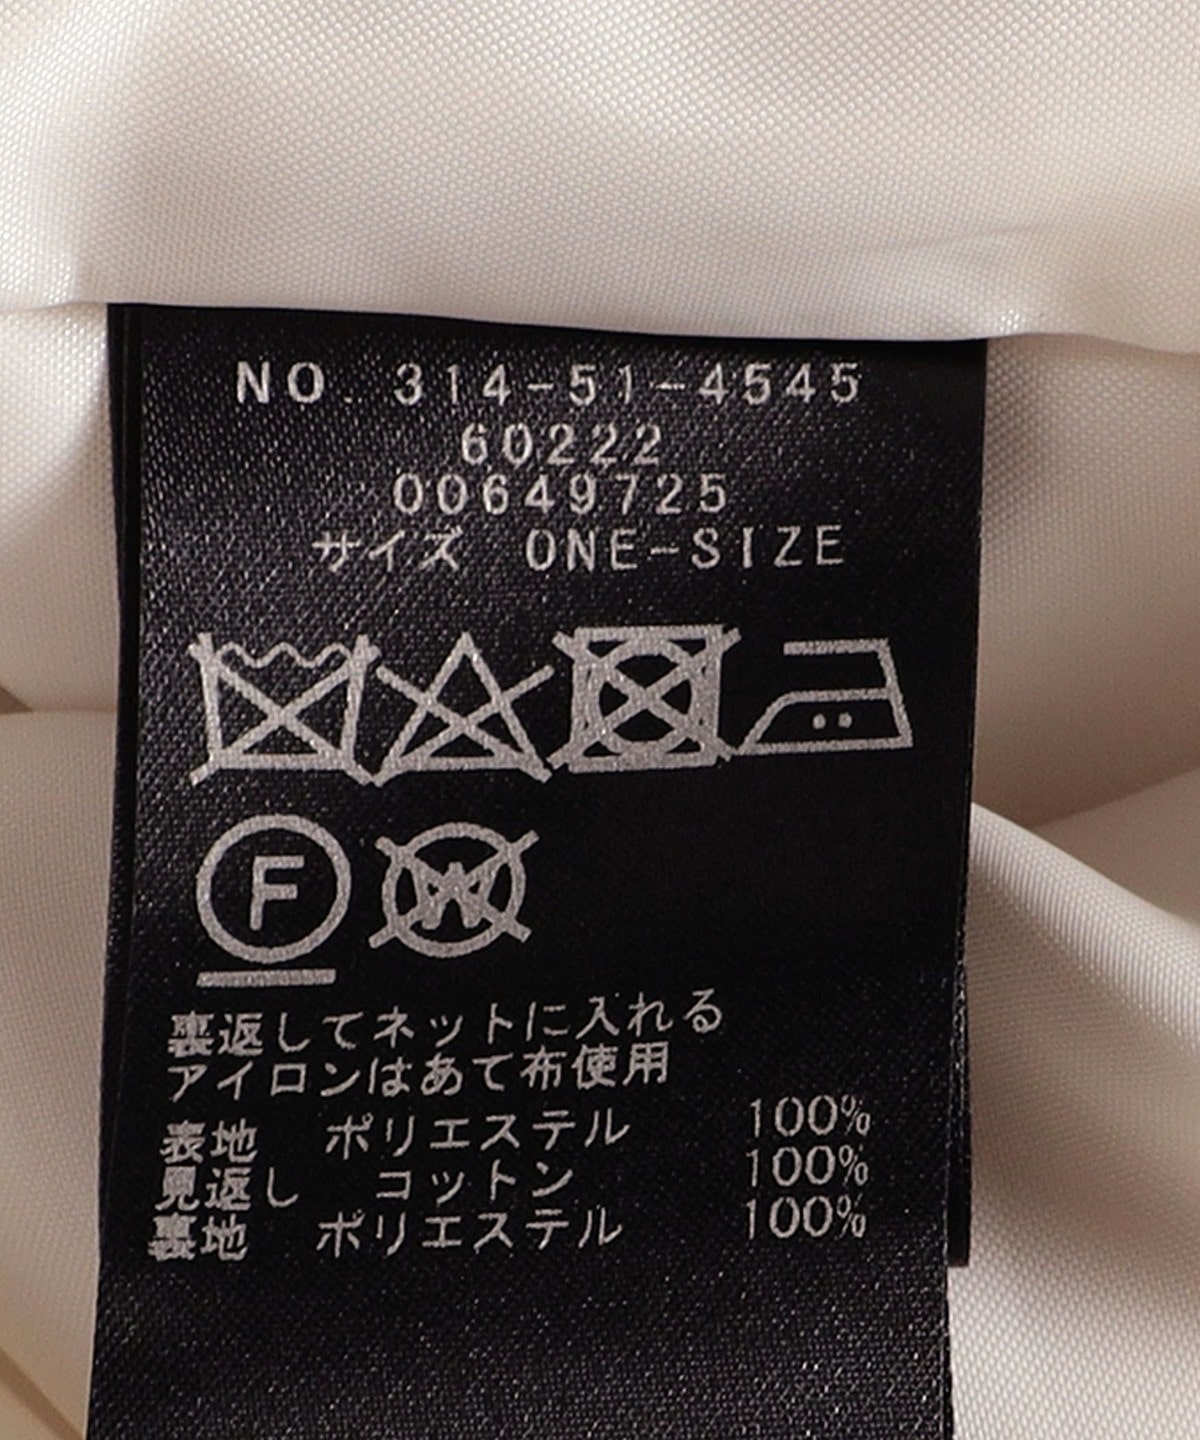 NO. 314-51-4545
60222
00649725
サイズ ONE-SIZE
F W
裏返してネットに入れる
アイロンはあて布使用
表地 ポリエステル 100%
見返し コットン 100%
裏地 ポリエステル 100%